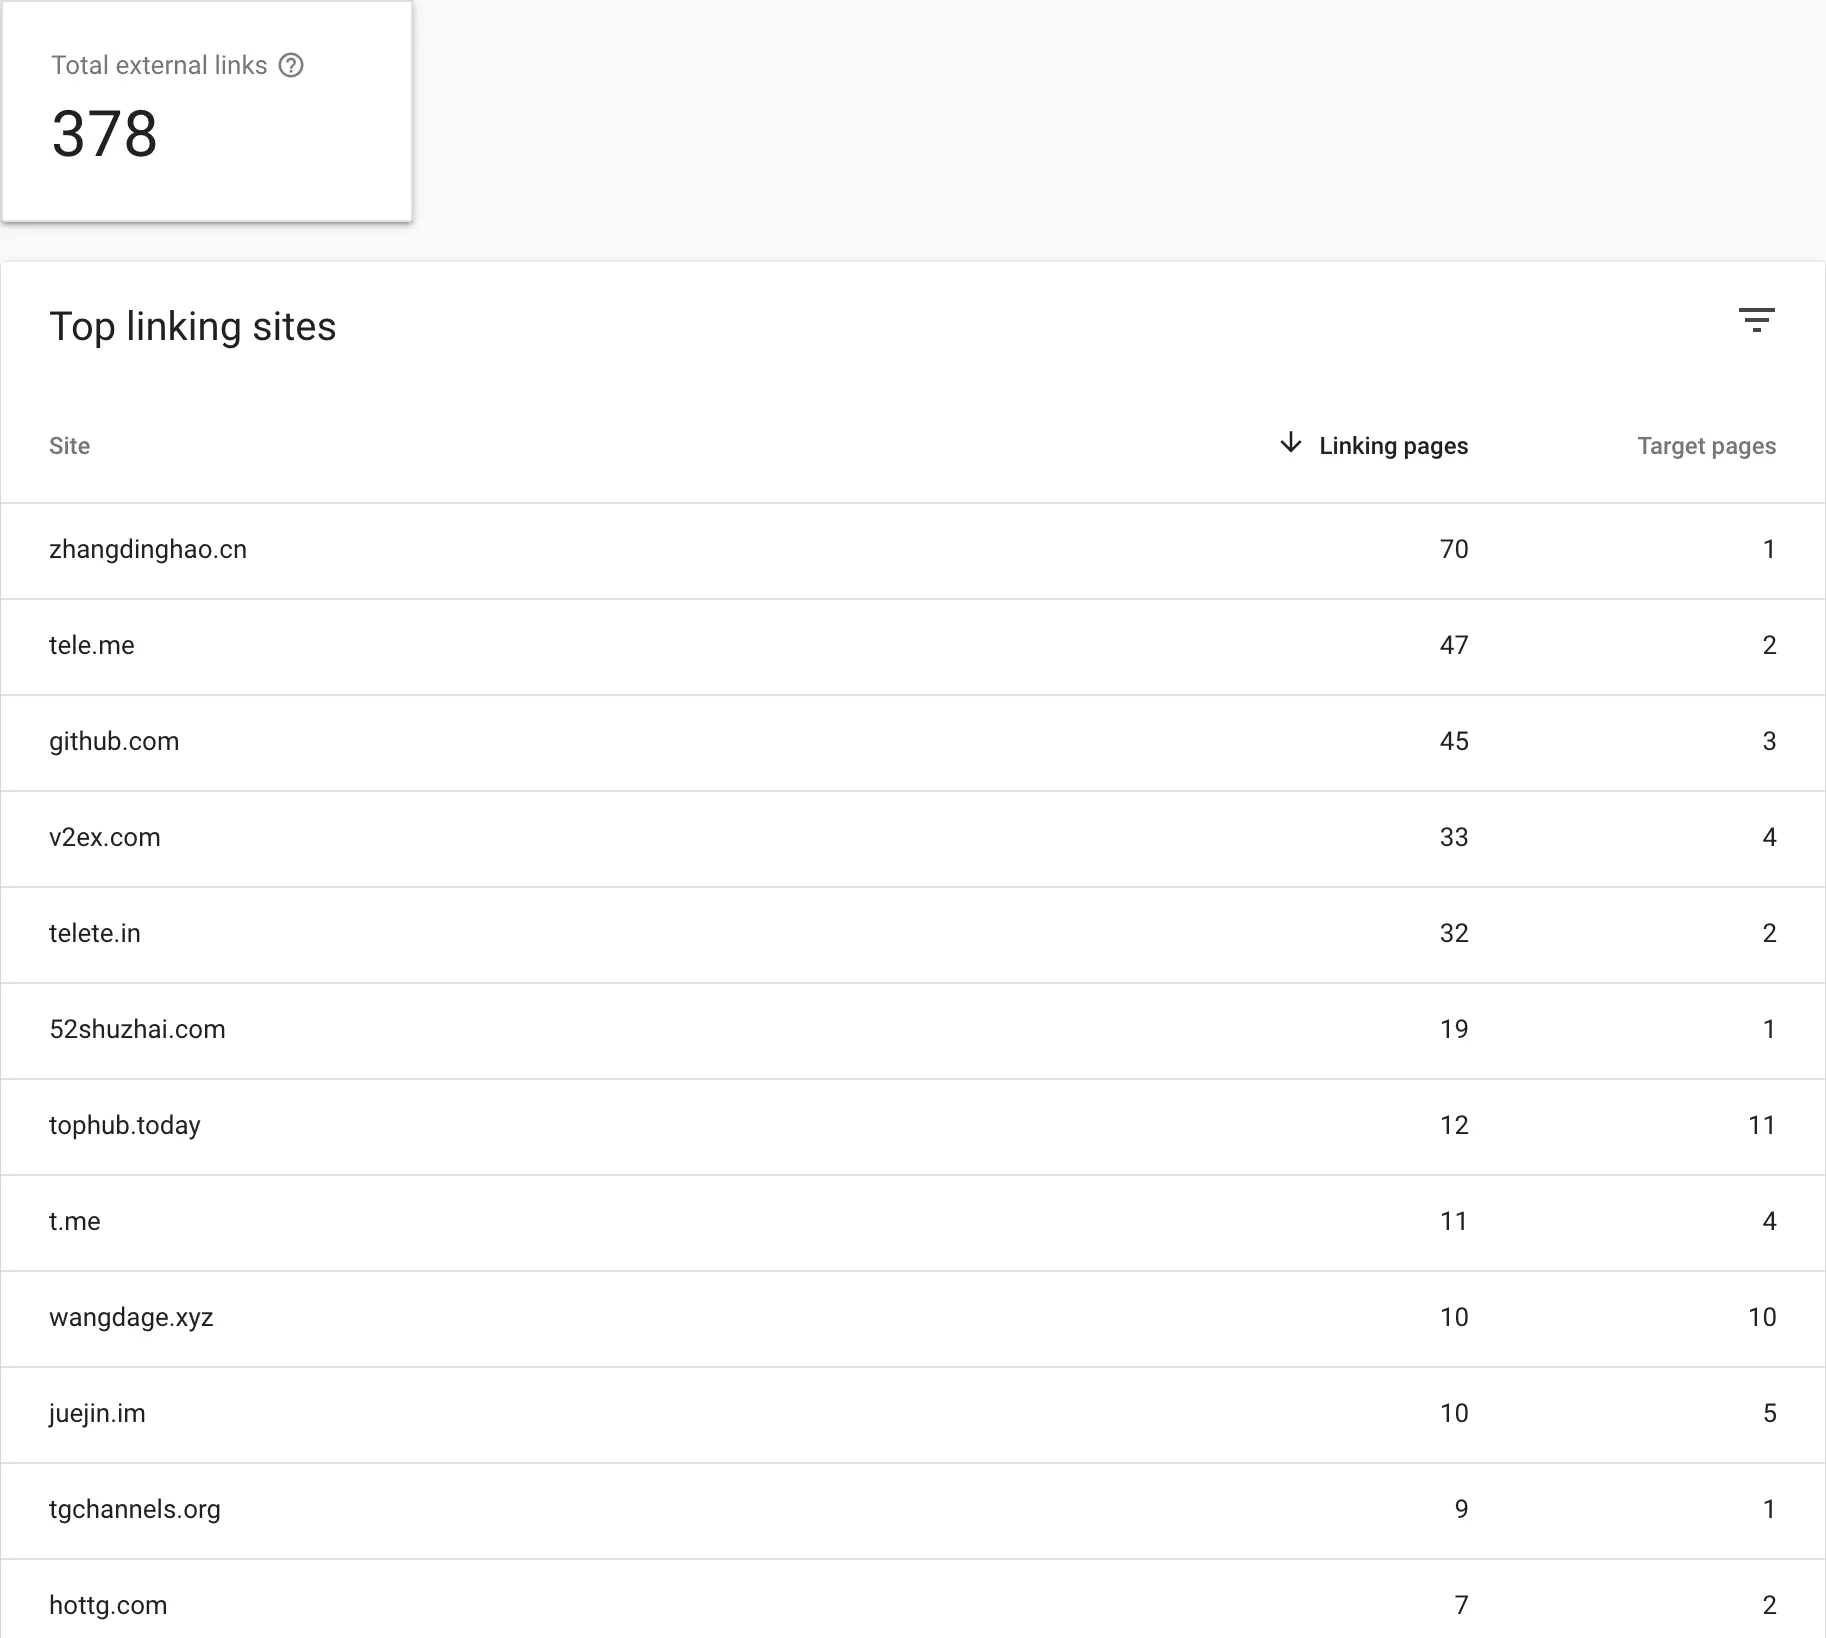 Total external links
378
Top linking sites
Site Linking pages Target pages
zhangdinghao.cn 70 1
tele.me 47 2
github.com 45 3
v2ex.com 33 4
telete.in 32 2
52shuzhai.com 19 1
tophub.today 12 11
t.me 11 4
wangdage.xyz 10 10
juejin.im 10 5
tgchannels.org 9 1
hottg.com 7 2